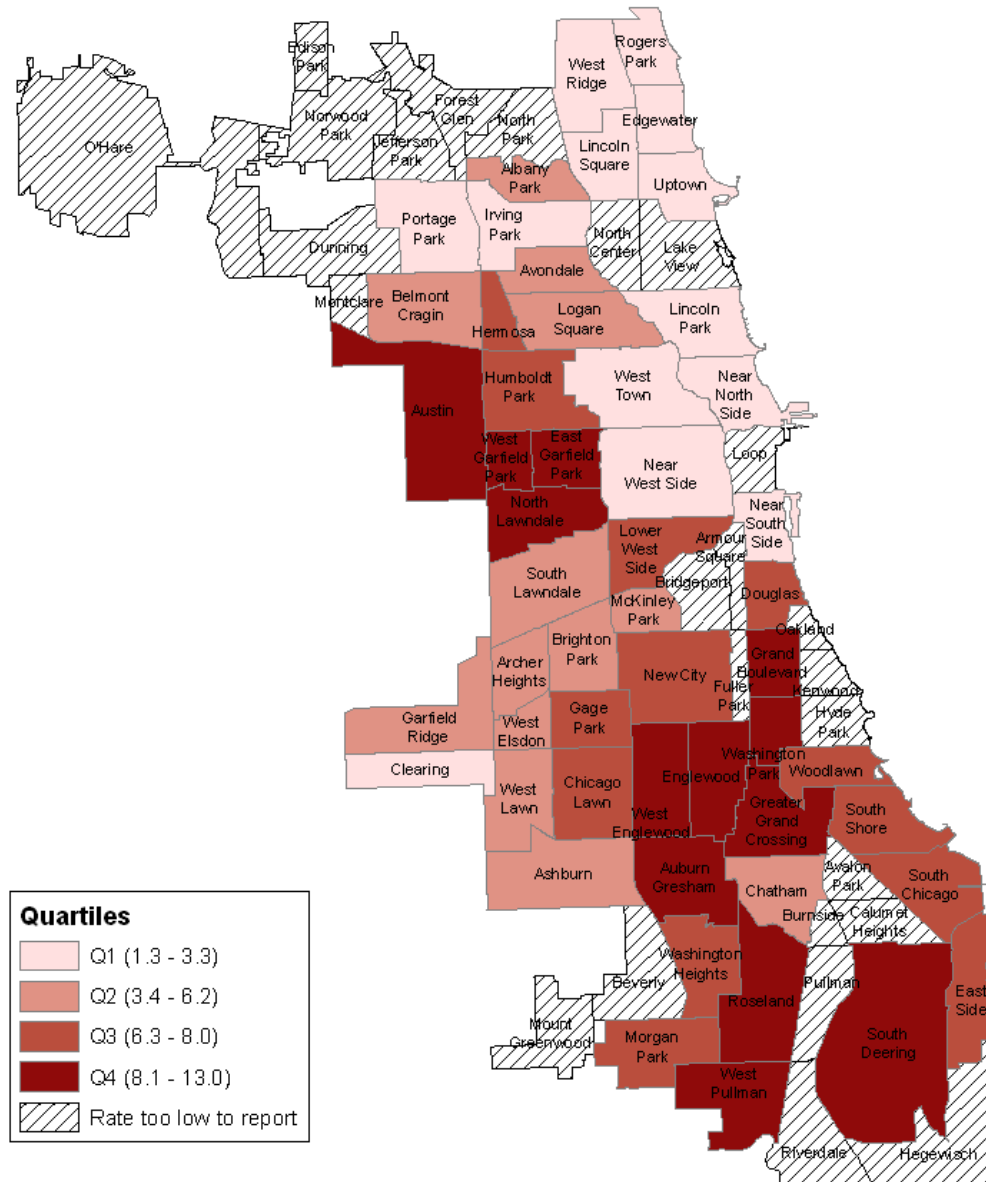 Edison
Park
Rogers
Park
West
Ridge
Forest
Glen
Norwood
Park
North
Park
Edgewater
O'Hare
Jefferson
Park
Lincoln
Square
Albany
Park
Uptown
Portage
Park
Irving
Park
North
Center
Lake
View
Dunning
Avondale
Montclare
Belmont
Cragin
Logan
Square
Lincoln
Park
Hermosa
Humboldt
Park
West
Town
Near
North
Side
Austin
West
Garfield
Park
East
Garfield
Park
Loop
Near
West Side
North
Lawndale
Near
South
Side
Lower
West
Side
Armour
Square
South
Lawndale
Bridgeport
Douglas
McKinley
Park
Oakland
Brighton
Park
Archer
Heights
New City
Grand
Boulevard
Fuller
Park
Kenwood
Gage
Park
Hyde
Park
Garfield
Ridge
West
Elsdon
Clearing
Washington
Park
Woodlawn
Englewood
West
Lawn
Chicago
Lawn
West
Englewood
Greater
Grand
Crossing
South
Shore
Ashburn
Auburn
Gresham
Chatham
Avalon
Park
South
Chicago
Burnside
Calumet
Heights
Washington
Heights
Beverly
Pullman
Roseland
East
Side
Mount
Greenwood
Morgan
Park
South
Deering
West
Pullman
Riverdale
Hegewisch
Quartiles
Q1 (1.3 - 3.3)
Q2 (3.4 - 6.2)
Q3 (6.3 - 8.0)
Q4 (8.1 - 13.0)
Rate too low to report